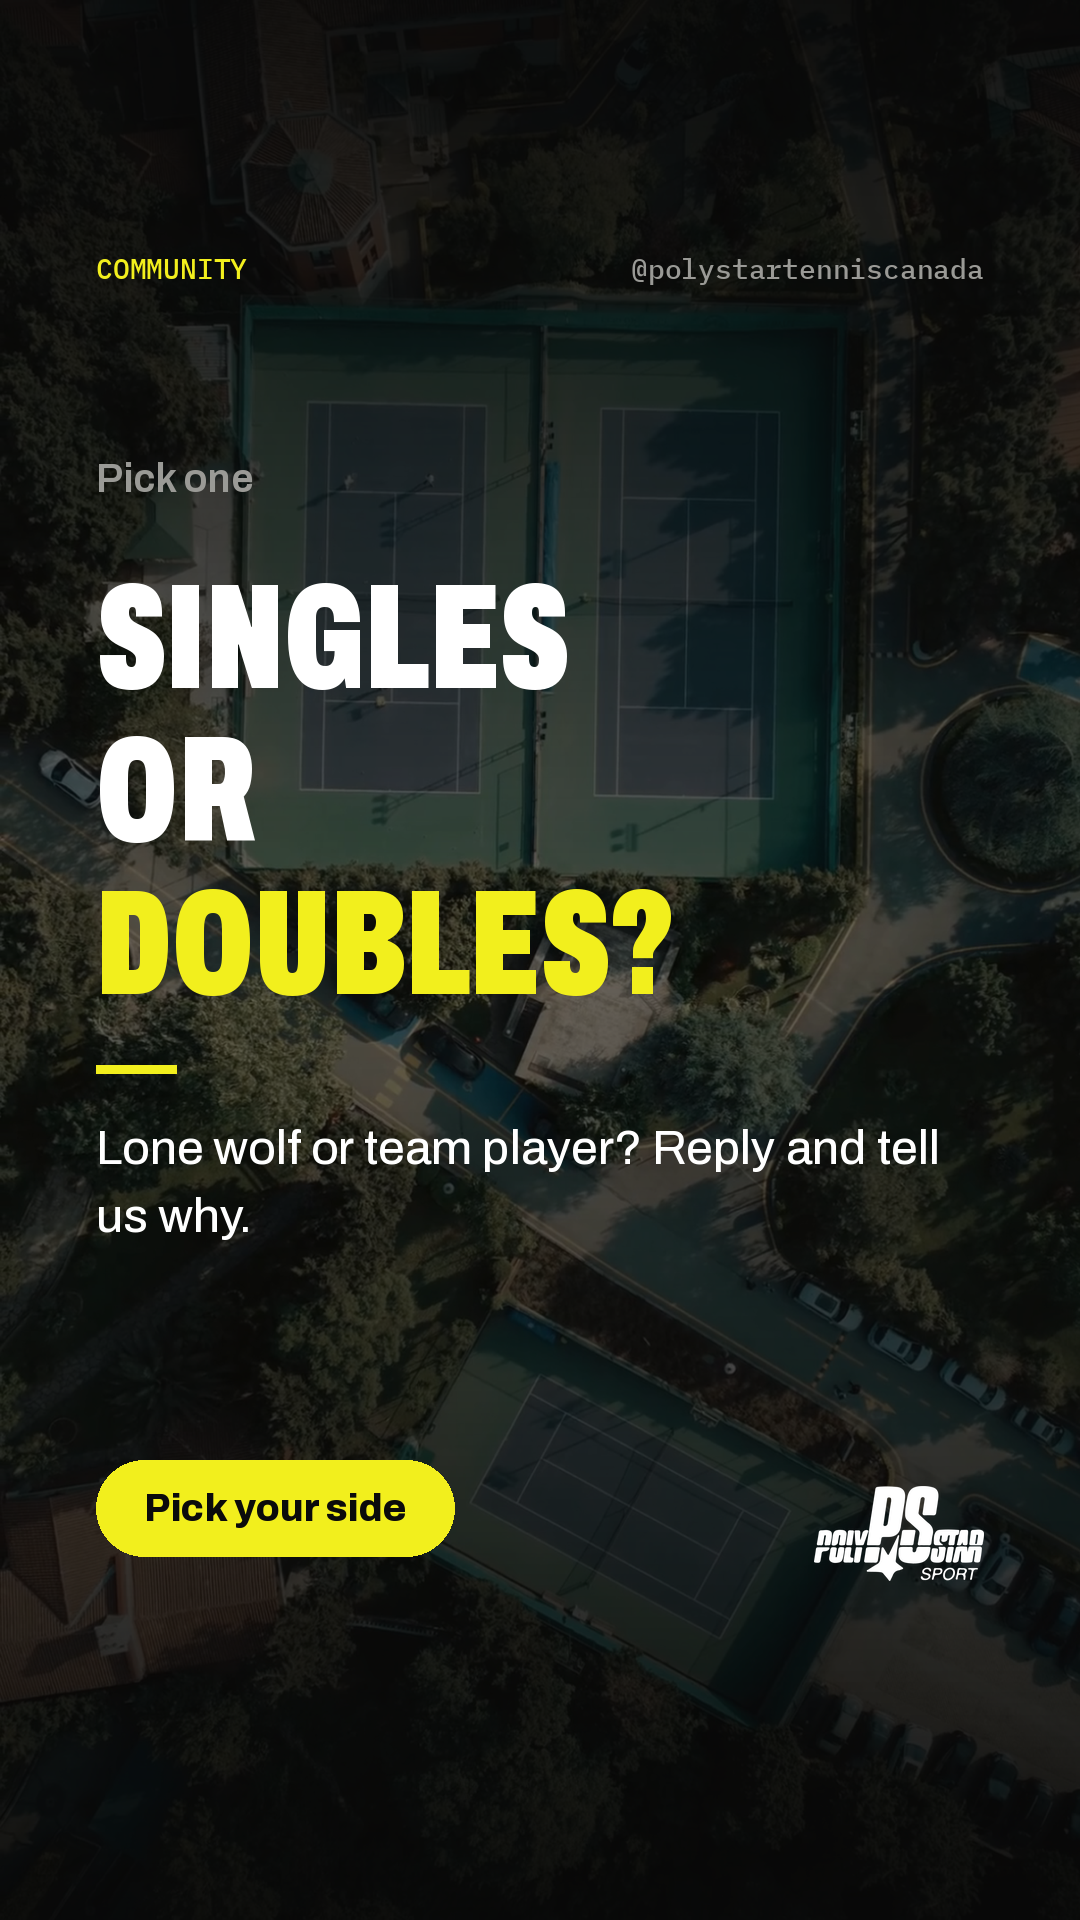 COMMUNITY
@polystartenniscanada
Pick one
SINGLES
OR
DOUBLES?
Lone wolf or team player? Reply and tell
us why.
Pick your side
POLY PS STAR
SPORT